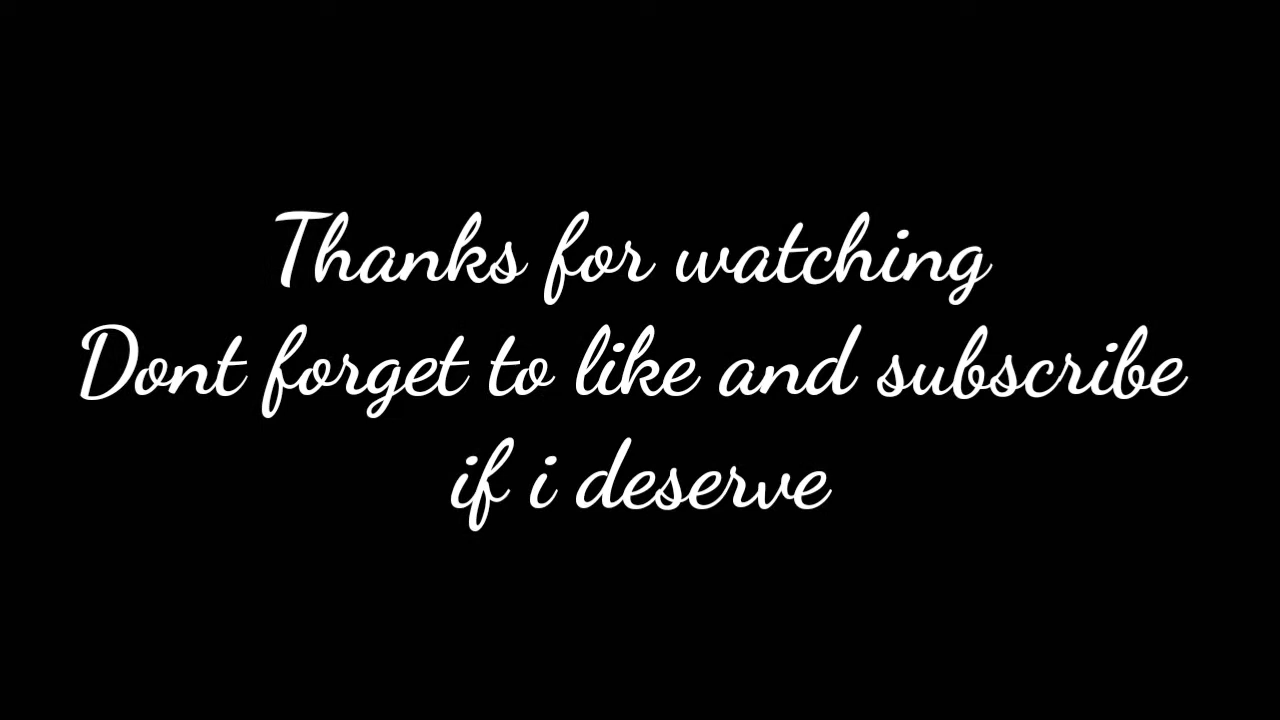 Thanks for watching
Dont forget to like and subscribe
if i deserve